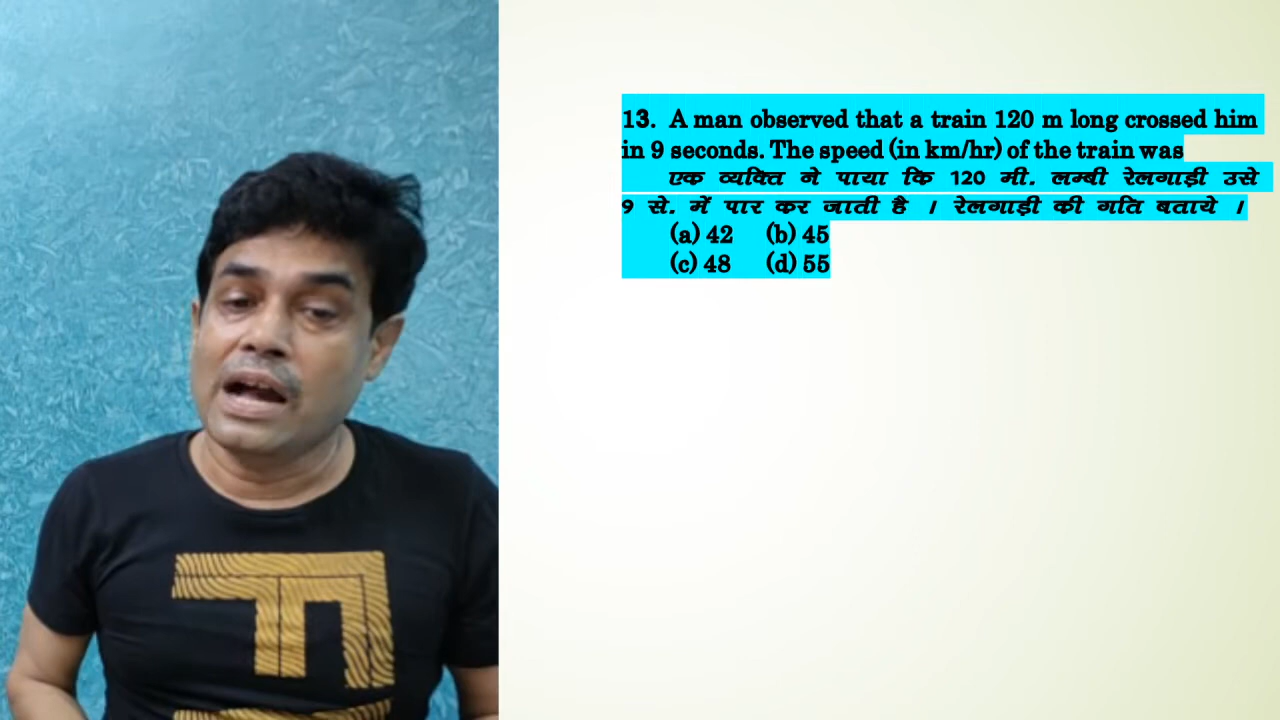 13. A man observed that a train 120 m long crossed him
in 9 seconds. The speed (in km/hr) of the train was
एक व्यक्ति ने पाया कि 120 मी. लम्बी रेलगाड़ी उसे
9 से. में पार कर जाती है । रेलगाड़ी की गति बताये ।
(a) 42 (b) 45
(c) 48 (d) 55